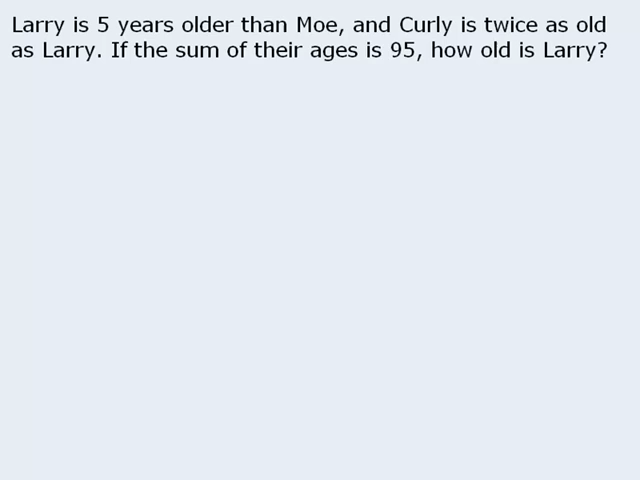 Larry is 5 years older than Moe, and Curly is twice as old
as Larry. If the sum of their ages is 95, how old is Larry?